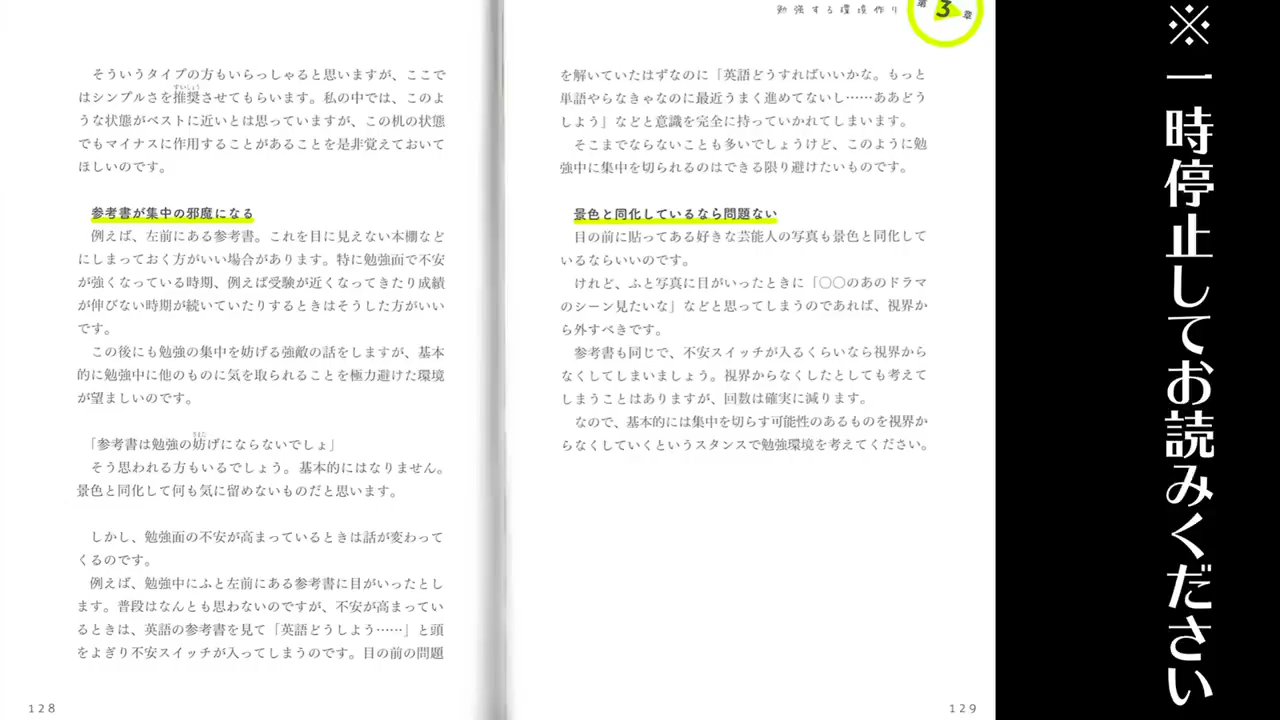 そういうタイプの方もいらっしゃると思いますが、ここで
はシンプルさを推奨させてもらいます。私の中では、このよ
すいしょう
うな状態がベストに近いとは思っていますが、この机の状態
でもマイナスに作用することがあることを是非覚えておいて
ほしいのです。
参考書が集中の邪魔になる
例えば、左前にある参考書。これを目に見えない本棚など
にしまっておく方がいい場合があります。特に勉強面で不安
が強くなっている時期、例えば受験が近くなってきたり成績
が伸びない時期が続いていたりするときはそうした方がいい
です。
この後にも勉強の集中を妨げる強敵の話をしますが、基本
的に勉強中に他のものに気を取られることを極力避けた環境
が望ましいのです。
「参考書は勉強の妨げにならないでしょ」
さまた
そう思われる方もいるでしょう。基本的にはなりません。
景色と同化して何も気に留めないものだと思います。
しかし、勉強面の不安が高まっているときは話が変わって
くるのです。
例えば、勉強中にふと左前にある参考書に目がいったとし
ます。普段はなんとも思わないのですが、不安が高まってい
るときは、英語の参考書を見て「英語どうしよう……」と頭
をよぎり不安スイッチが入ってしまうのです。目の前の問題
128
勉強する環境作り
第3章
を解いていたはずなのに「英語どうすればいいかな。もっと
単語やらなきゃなのに最近うまく進めてないし……ああどう
しよう」などと意識を完全に持っていかれてしまいます。
そこまでならないことも多いでしょうけど、このように勉
強中に集中を切られるのはできる限り避けたいものです。
景色と同化しているなら問題ない
目の前に貼ってある好きな芸能人の写真も景色と同化して
いるならいいのです。
けれど、ふと写真に目がいったときに「〇〇のあのドラマ
のシーン見たいな」などと思ってしまうのであれば、視界か
ら外すべきです。
参考書も同じで、不安スイッチが入るくらいなら視界から
なくしてしまいましょう。視界からなくしたとしても考えて
しまうことはありますが、回数は確実に減ります。
なので、基本的には集中を切らす可能性のあるものを視界か
らなくしていくというスタンスで勉強環境を考えてください。
129
※一時停止してお読みください